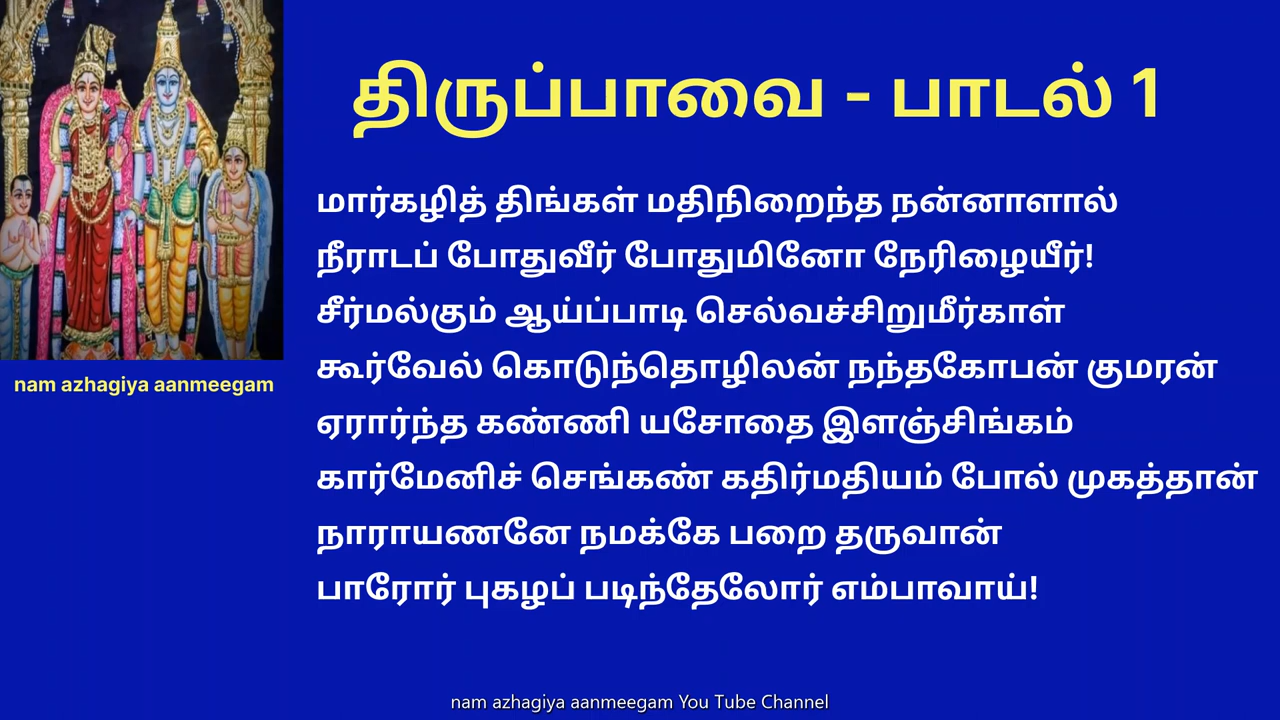 திருப்பாவை - பாடல் 1
மார்கழித் திங்கள் மதிநிறைந்த நன்னாளால்
நீராடப் போதுவீர் போதுமினோ நேரிழையீர்!
சீர்மல்கும் ஆய்ப்பாடி செல்வச்சிறுமீர்காள்
கூர்வேல் கொடுந்தொழிலன் நந்தகோபன் குமரன்
ஏரார்ந்த கண்ணி யசோதை இளஞ்சிங்கம்
கார்மேனிச் செங்கண் கதிர்மதியம் போல் முகத்தான்
நாராயணனே நமக்கே பறை தருவான்
பாரோர் புகழப் படிந்தேலோர் எம்பாவாய்!
nam azhagiya aanmeegam
nam azhagiya aanmeegam You Tube Channel